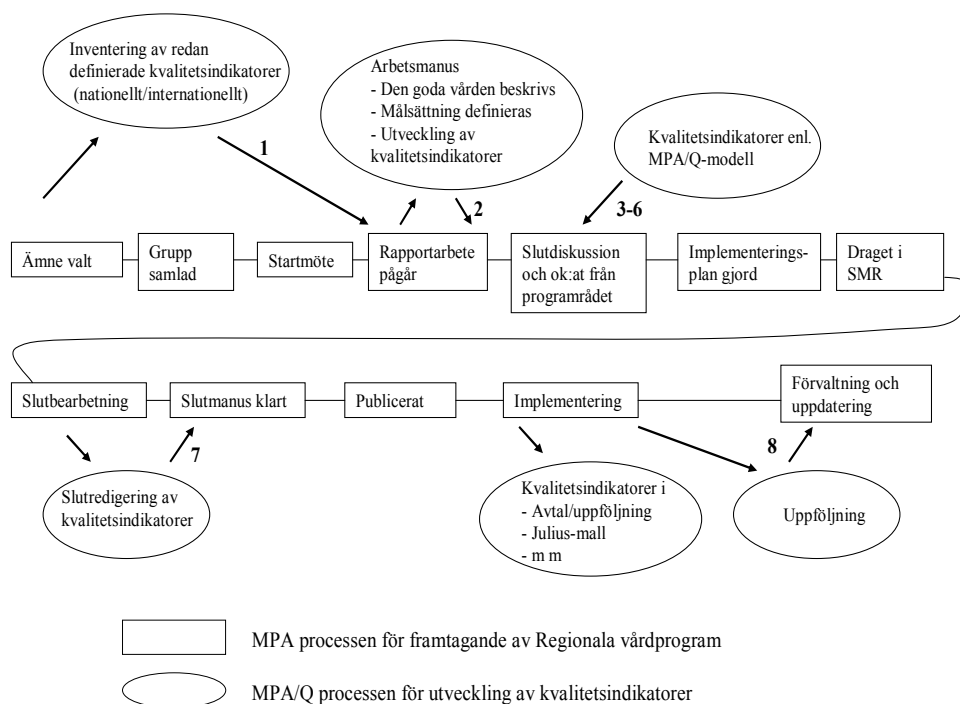 Inventering av redan
definierade kvalitetsindikatorer
(nationellt/internationellt)
Arbetsmanus
- Den goda vården beskrivs
- Målsättning definieras
- Utveckling av
kvalitetsindikatorer
Kvalitetsindikatorer enl.
MPA/Q-modell
1
2
3-6
Ämne valt
Grupp
samlad
Startmöte
Rapportarbete
pågår
Slutdiskussion
och ok:at från
programrådet
Implementerings-
plan gjord
Draget i
SMR
Slutbearbetning
Slutmanus klart
Publicerat
Implementering
Förvaltning och
uppdatering
7
8
Slutredigering av
kvalitetsindikatorer
Kvalitetsindikatorer i
- Avtal/uppföljning
- Julius-mall
- m m
Uppföljning
MPA processen för framtagande av Regionala vårdprogram
MPA/Q processen för utveckling av kvalitetsindikatorer